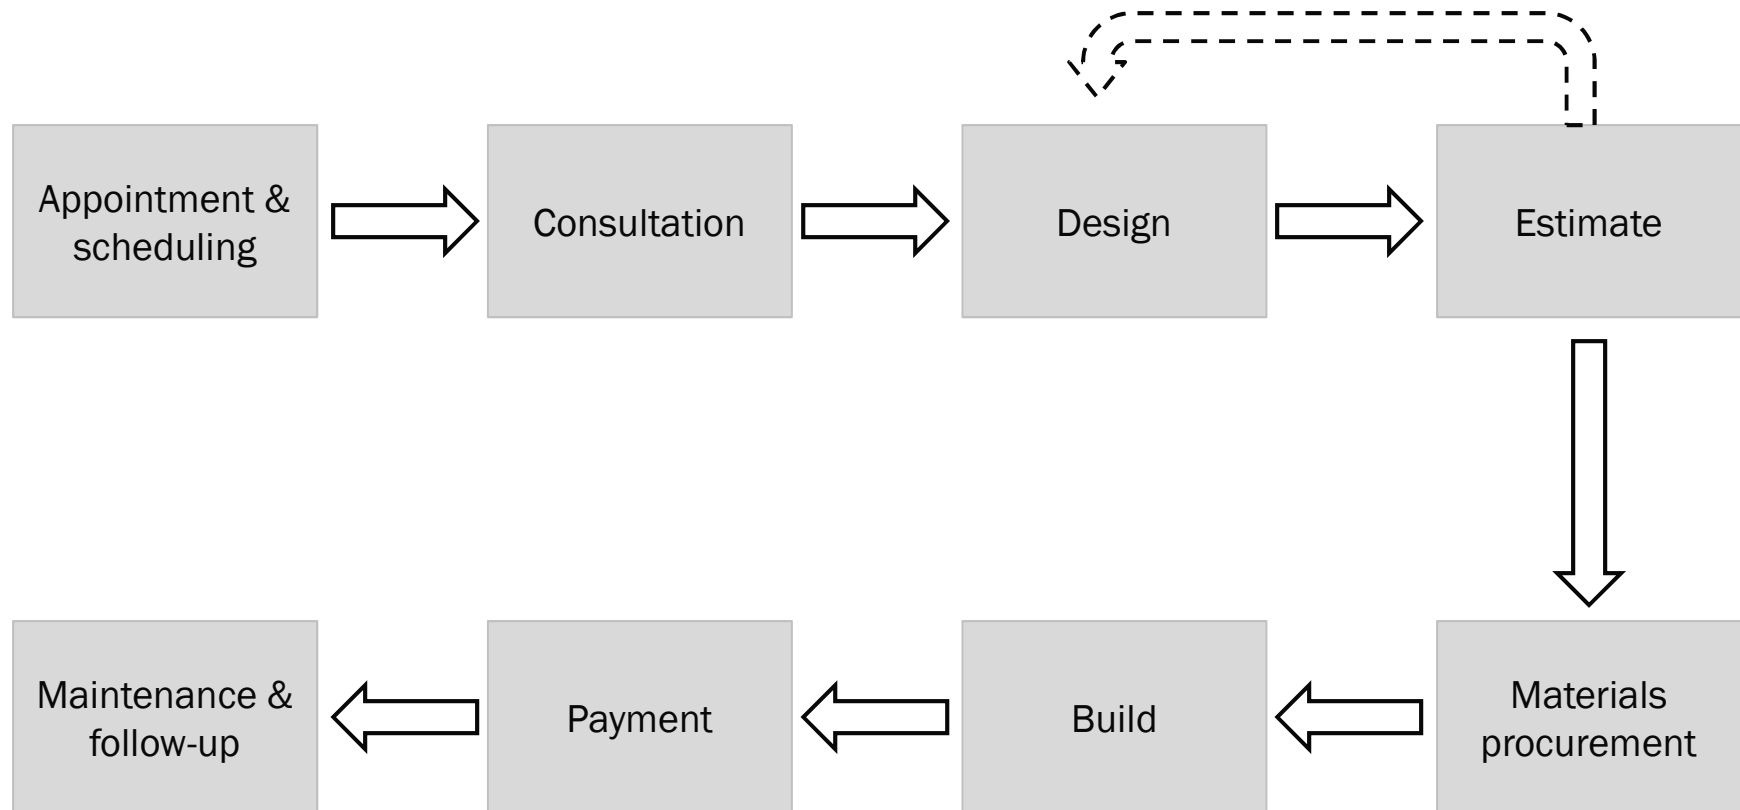 Appointment &
scheduling
Consultation
Design
Estimate
Maintenance &
follow-up
Payment
Build
Materials
procurement